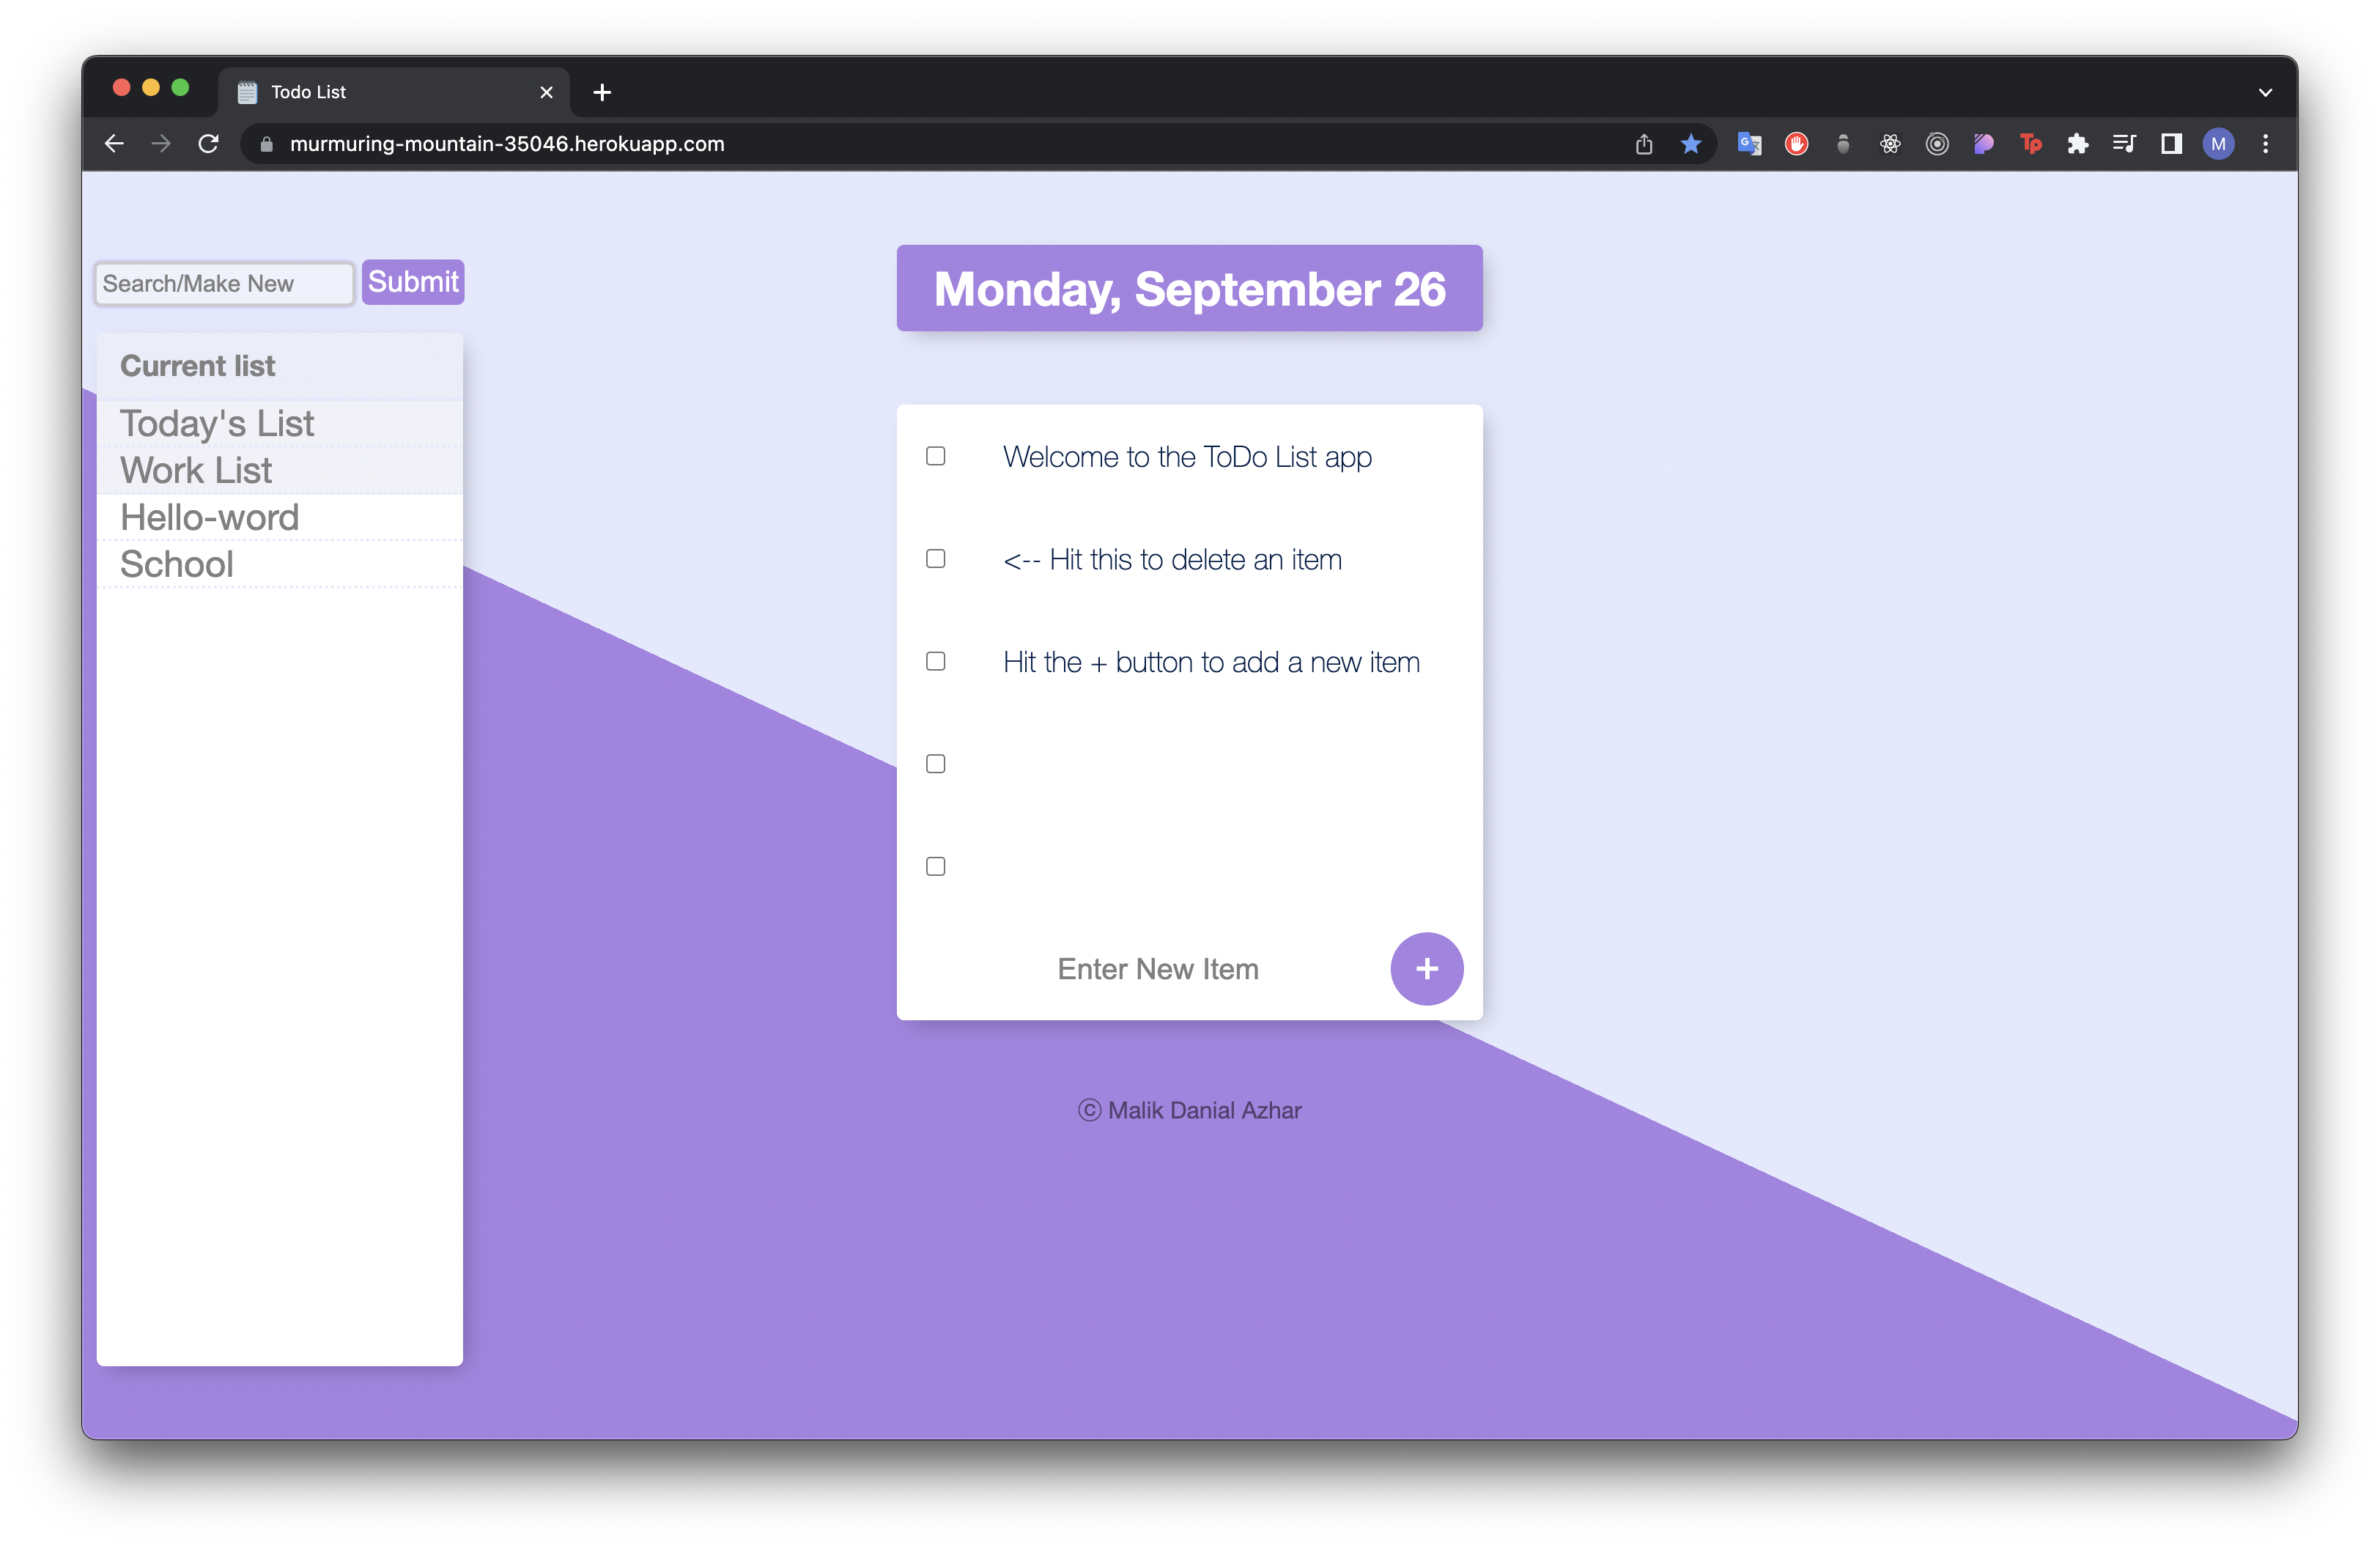 Todo List
murmuring-mountain-35046.herokuapp.com
M
Search/Make New
Submit
Monday, September 26
Current list
Today's List
Work List
Hello-word
School
Welcome to the ToDo List app
<-- Hit this to delete an item
Hit the + button to add a new item
Enter New Item
+
© Malik Danial Azhar